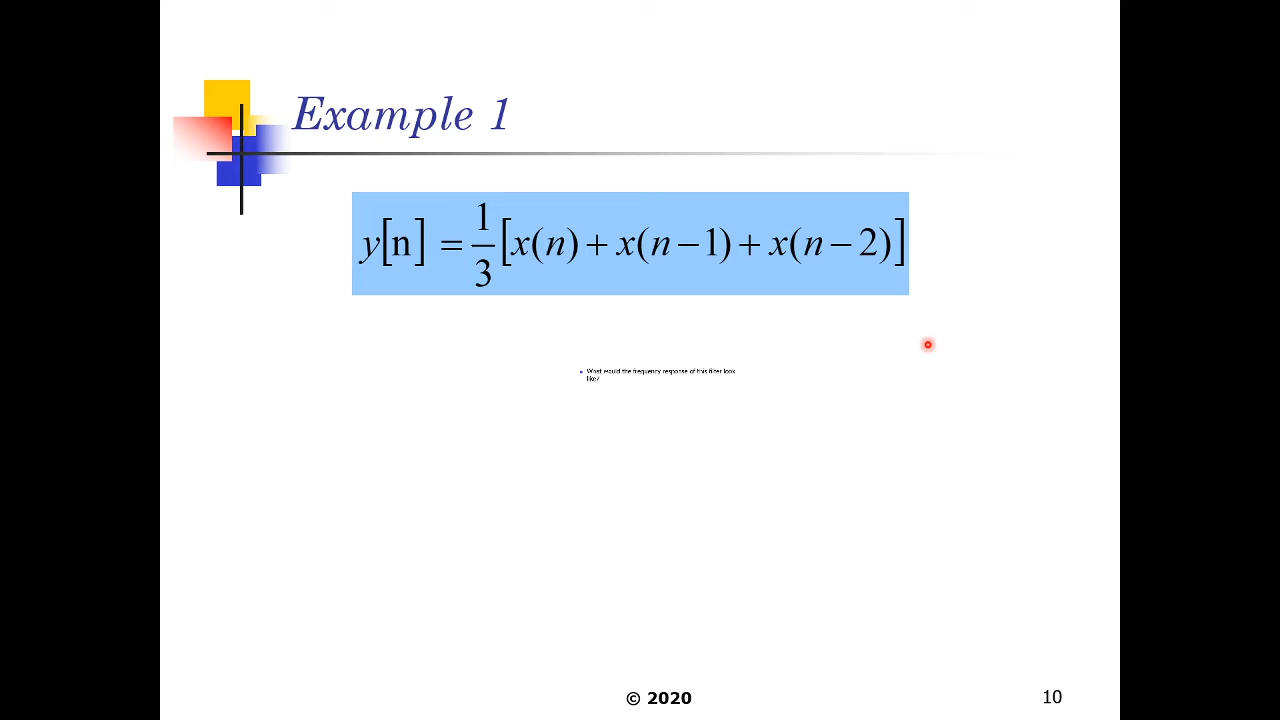 Example 1
y[n] = 1/3 [x(n) + x(n − 1) + x(n − 2)]
What would the frequency response of this filter look
like?
© 2020
10